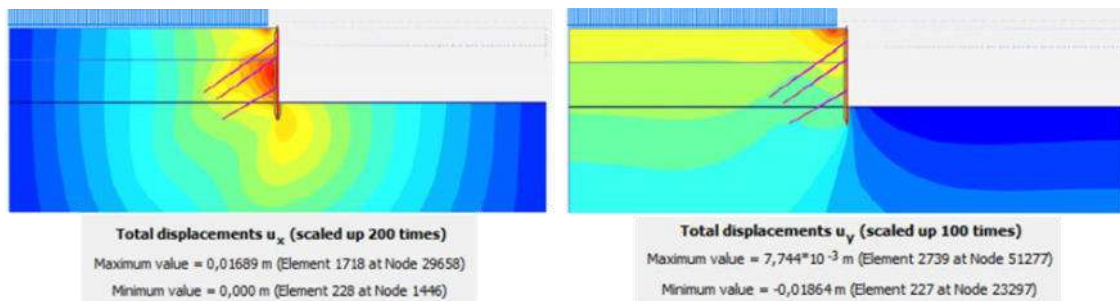 Total displacements uₓ (scaled up 200 times)
Maximum value = 0,01689 m (Element 1718 at Node 29658)
Minimum value = 0,000 m (Element 228 at Node 1446)
Total displacements uᵧ (scaled up 100 times)
Maximum value = 7,744*10⁻³ m (Element 2739 at Node 51277)
Minimum value = -0,01864 m (Element 227 at Node 23297)